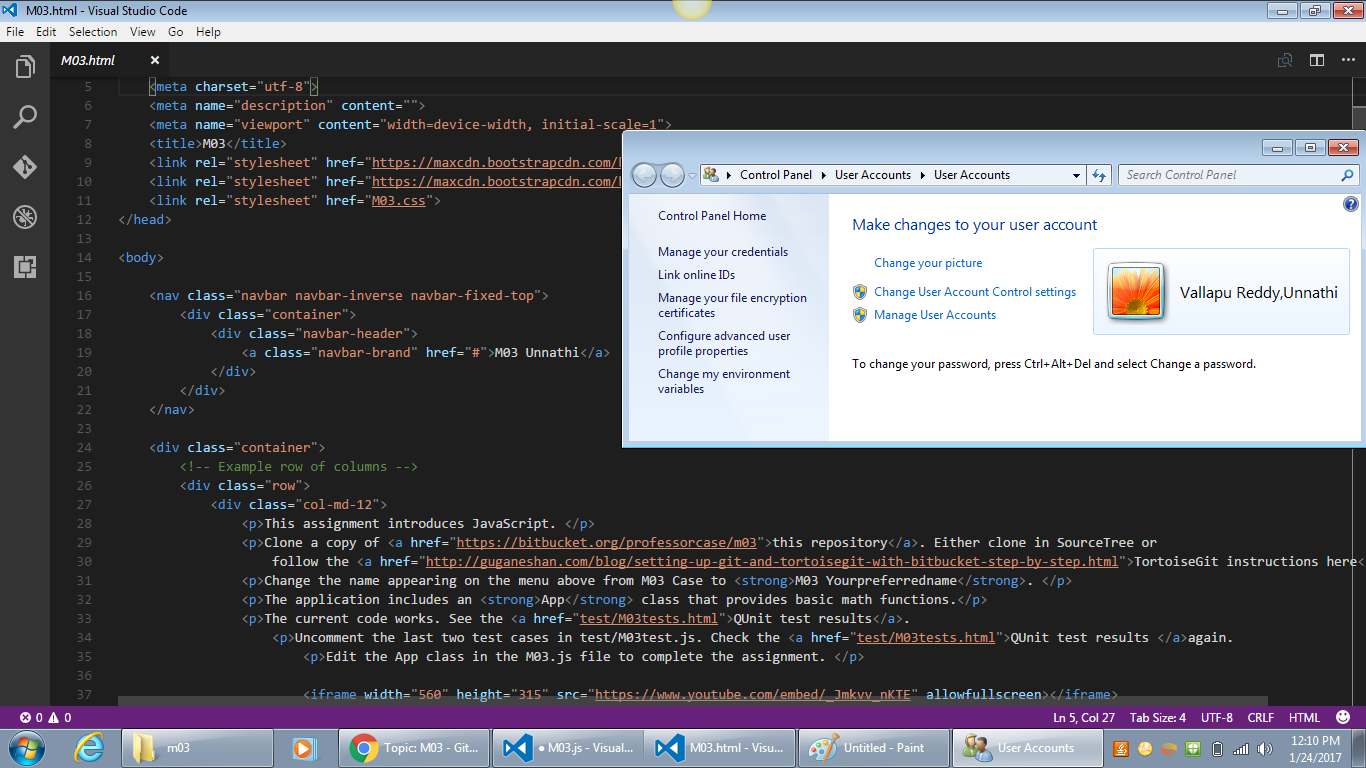 M03.html - Visual Studio Code
File Edit Selection View Go Help
M03.html
5 <meta charset="utf-8">
6 <meta name="description" content="">
7 <meta name="viewport" content="width=device-width, initial-scale=1">
8 <title>M03</title>
9 <link rel="stylesheet" href="https://maxcdn.bootstrapcdn.com/
10 <link rel="stylesheet" href="https://maxcdn.bootstrapcdn.com/
11 <link rel="stylesheet" href="M03.css">
12 </head>
13
14 <body>
15
16 <nav class="navbar navbar-inverse navbar-fixed-top">
17 <div class="container">
18 <div class="navbar-header">
19 <a class="navbar-brand" href="#">M03 Unnathi</a>
20 </div>
21 </div>
22 </nav>
23
24 <div class="container">
25 <!-- Example row of columns -->
26 <div class="row">
27 <div class="col-md-12">
28 <p>This assignment introduces JavaScript. </p>
29 <p>Clone a copy of <a href="https://bitbucket.org/professorcase/m03">this repository</a>. Either clone in SourceTree or
30 follow the <a href="http://guganeshan.com/blog/setting-up-git-and-tortoisegit-with-bitbucket-step-by-step.html">TortoiseGit instructions here<
31 <p>Change the name appearing on the menu above from M03 Case to <strong>M03 Yourpreferredname</strong>. </p>
32 <p>The application includes an <strong>App</strong> class that provides basic math functions.</p>
33 <p>The current code works. See the <a href="test/M03tests.html">QUnit test results</a>.
34 <p>Uncomment the last two test cases in test/M03test.js. Check the <a href="test/M03tests.html">QUnit test results </a>again.
35 <p>Edit the App class in the M03.js file to complete the assignment. </p>
36
37 <iframe width="560" height="315" src="https://www.youtube.com/embed/_Jmkvv_nKTE" allowfullscreen></iframe>
Control Panel User Accounts User Accounts
Search Control Panel
Control Panel Home
Manage your credentials
Link online IDs
Manage your file encryption
certificates
Configure advanced user
profile properties
Change my environment
variables
Make changes to your user account
Change your picture
Change User Account Control settings
Manage User Accounts
Vallapu Reddy,Unnathi
To change your password, press Ctrl+Alt+Del and select Change a password.
0 0
Ln 5, Col 27 Tab Size: 4 UTF-8 CRLF HTML
m03
Topic: M03 - Git...
● M03.js - Visual...
M03.html - Visu...
Untitled - Paint
User Accounts
12:10 PM
1/24/2017